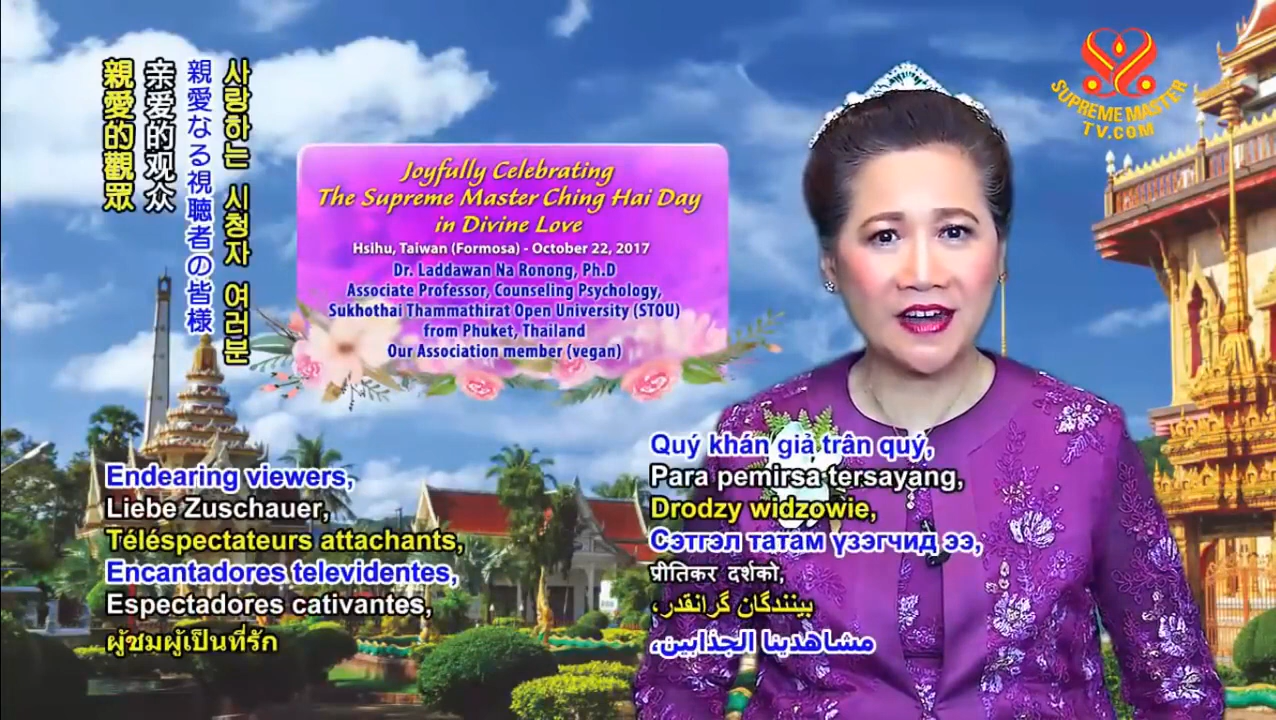 親愛的觀眾
亲爱的观众
親愛なる視聴者の皆様
사랑하는 시청자 여러분
Joyfully Celebrating
The Supreme Master Ching Hai Day
in Divine Love
Hsihu, Taiwan (Formosa) - October 22, 2017
Dr. Laddawan Na Ronong, Ph.D
Associate Professor, Counseling Psychology,
Sukhothai Thammathirat Open University (STOU)
from Phuket, Thailand
Our Association member (vegan)
SUPREME MASTER
TV.COM
Endearing viewers,
Liebe Zuschauer,
Téléspectateurs attachants,
Encantadores televidentes,
Espectadores cativantes,
ผู้ชมผู้เป็นที่รัก
Quý khán giả trân quý,
Para pemirsa tersayang,
Drodzy widzowie,
Сэтгэл татам үзэгчид ээ,
प्रीतिकर दर्शको,
بینندگان گرانقدر،
مشاهدينا الجذابين،